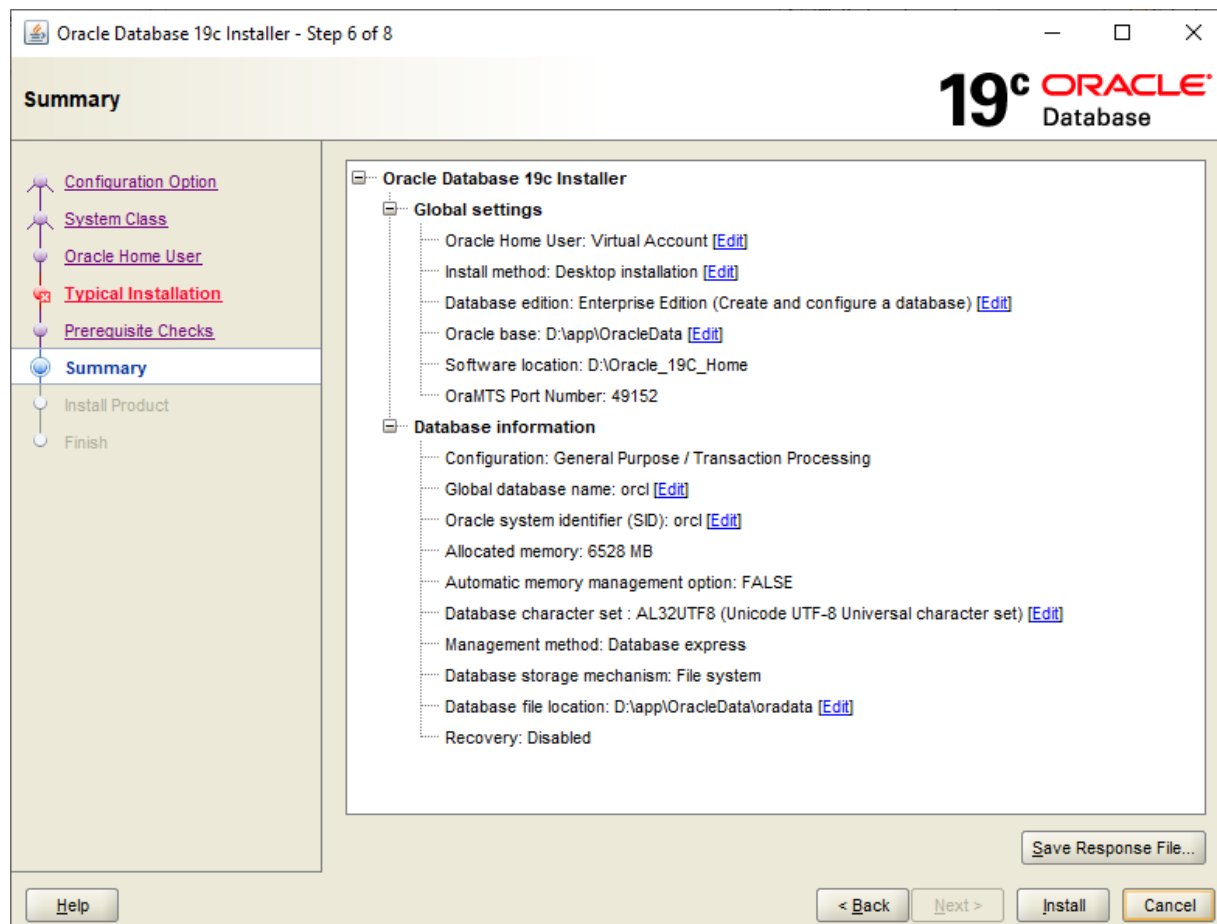 Oracle Database 19c Installer - Step 6 of 8
Summary
19c ORACLE Database
Configuration Option
System Class
Oracle Home User
Typical Installation
Prerequisite Checks
Summary
Install Product
Finish
Oracle Database 19c Installer
Global settings
Oracle Home User: Virtual Account [Edit]
Install method: Desktop installation [Edit]
Database edition: Enterprise Edition (Create and configure a database) [Edit]
Oracle base: D:\app\OracleData [Edit]
Software location: D:\Oracle_19C_Home
OraMTS Port Number: 49152
Database information
Configuration: General Purpose / Transaction Processing
Global database name: orcl [Edit]
Oracle system identifier (SID): orcl [Edit]
Allocated memory: 6528 MB
Automatic memory management option: FALSE
Database character set : AL32UTF8 (Unicode UTF-8 Universal character set) [Edit]
Management method: Database express
Database storage mechanism: File system
Database file location: D:\app\OracleData\oradata [Edit]
Recovery: Disabled
Save Response File...
Help
< Back
Next >
Install
Cancel